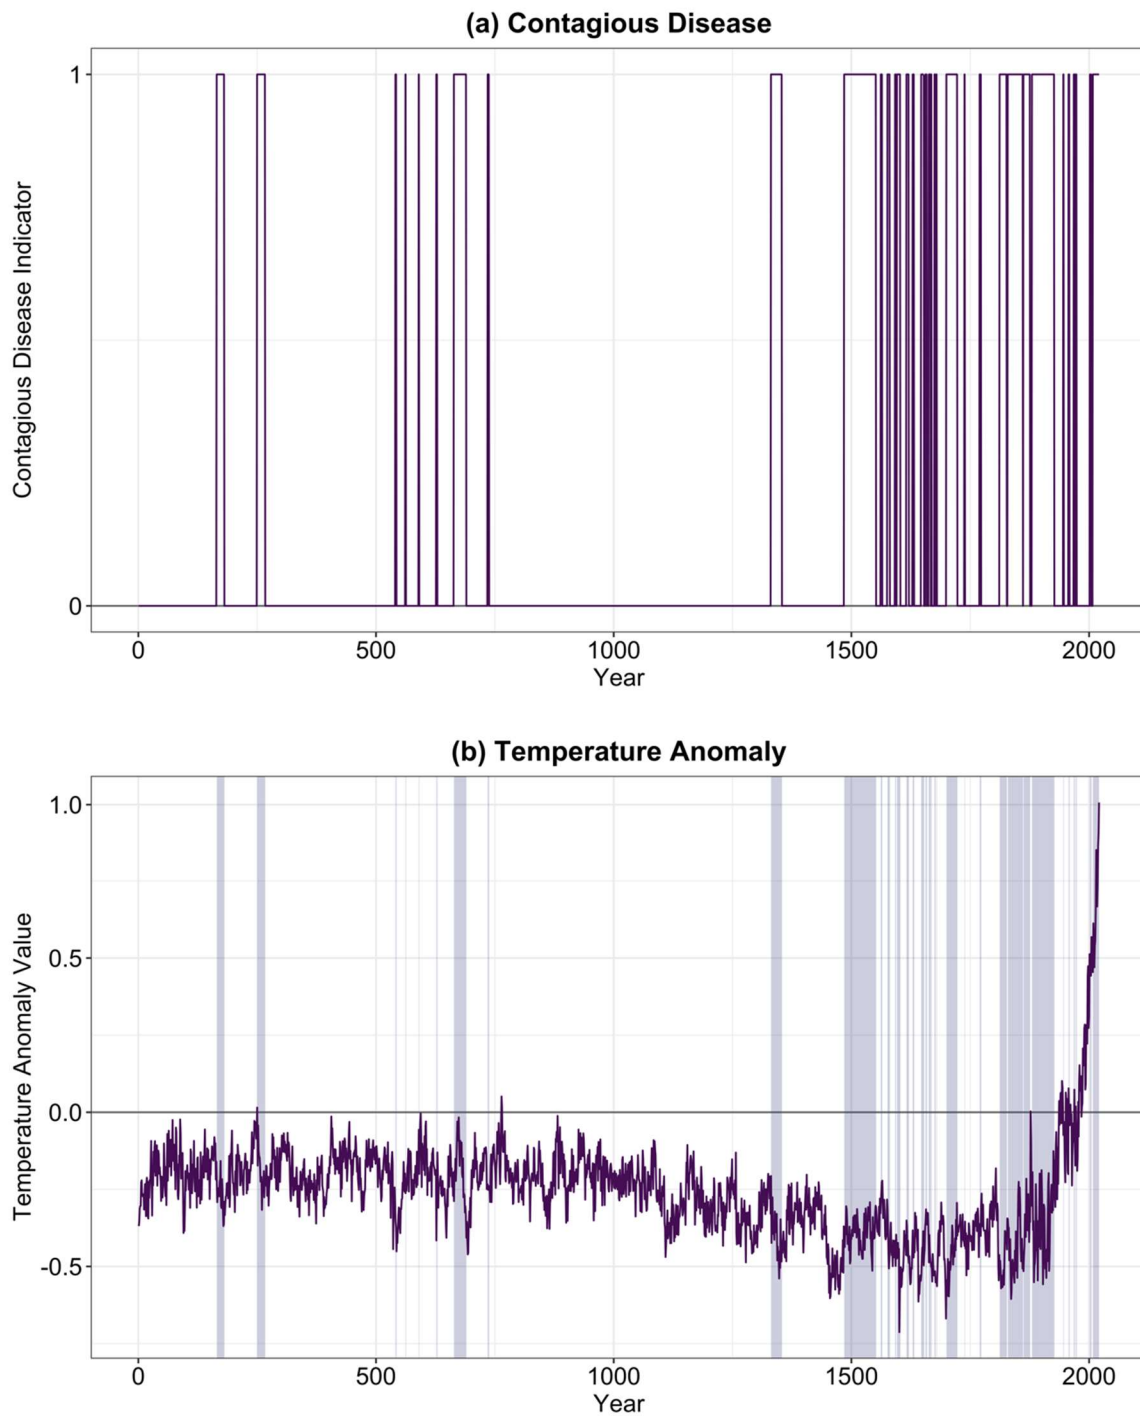 (a) Contagious Disease
Contagious Disease Indicator
1
0
0 500 1000 1500 2000
Year
(b) Temperature Anomaly
Temperature Anomaly Value
1.0
0.5
0.0
-0.5
0 500 1000 1500 2000
Year